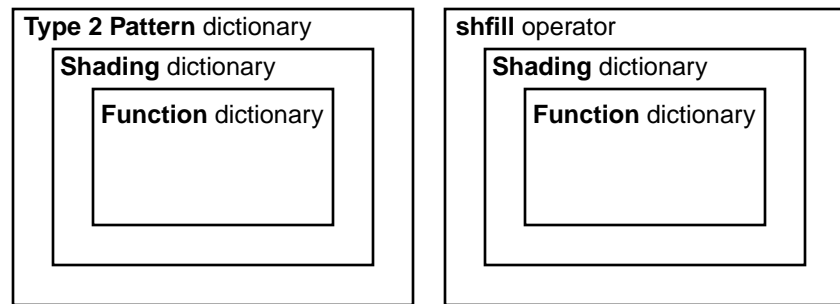 Type 2 Pattern dictionary
Shading dictionary
Function dictionary
shfill operator
Shading dictionary
Function dictionary